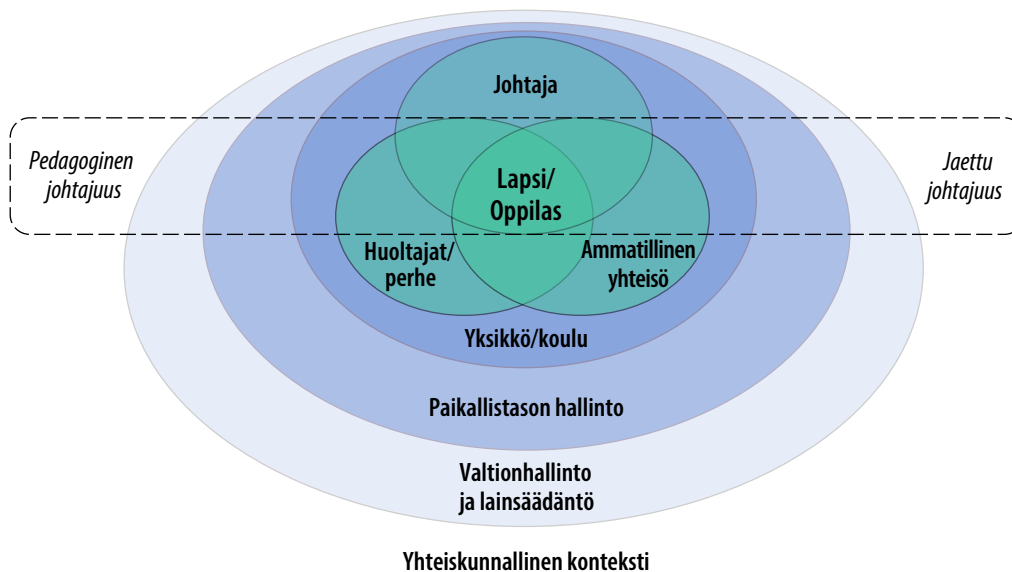 Johtaja
Pedagoginen
johtajuus
Jaettu
johtajuus
Lapsi/
Oppilas
Huoltajat/
perhe
Ammatillinen
yhteisö
Yksikkö/koulu
Paikallistason hallinto
Valtionhallinto
ja lainsäädäntö
Yhteiskunnallinen konteksti